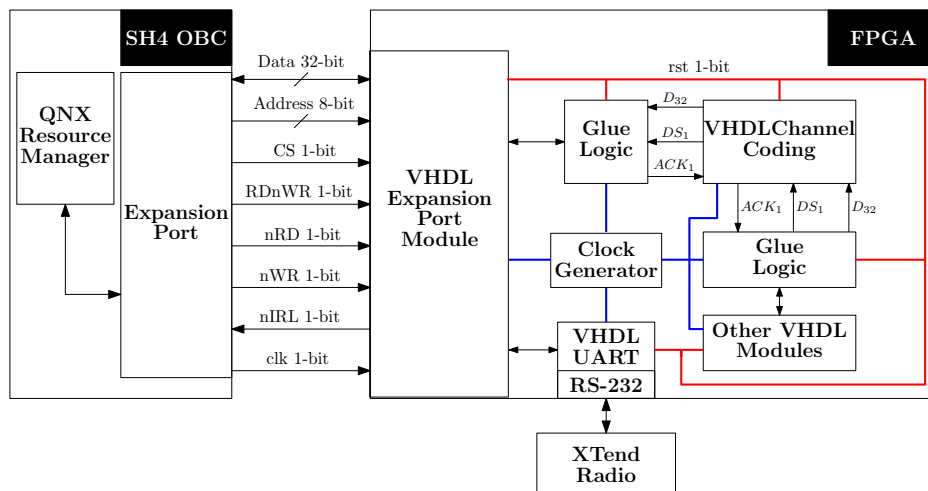 SH4 OBC
FPGA
QNX
Resource
Manager
Expansion
Port
Data 32-bit
Address 8-bit
CS 1-bit
RDnWR 1-bit
nRD 1-bit
nWR 1-bit
nIRL 1-bit
clk 1-bit
VHDL
Expansion
Port
Module
rst 1-bit
Glue
Logic
D32
DS1
ACK1
VHDLChannel
Coding
ACK1
DS1
D32
Clock
Generator
Glue
Logic
VHDL
UART
RS-232
Other VHDL
Modules
XTend
Radio